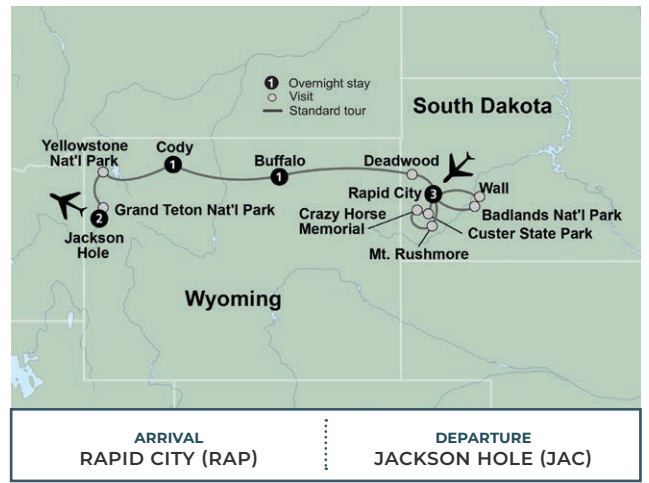 1 Overnight stay
Visit
Standard tour
South Dakota
Yellowstone
Nat'l Park
Cody
1
Buffalo
1
Deadwood
Rapid City 3
Wall
Badlands Nat'l Park
Crazy Horse
Memorial
Custer State Park
Mt. Rushmore
Grand Teton Nat'l Park
2
Jackson
Hole
Wyoming
ARRIVAL
RAPID CITY (RAP)
DEPARTURE
JACKSON HOLE (JAC)